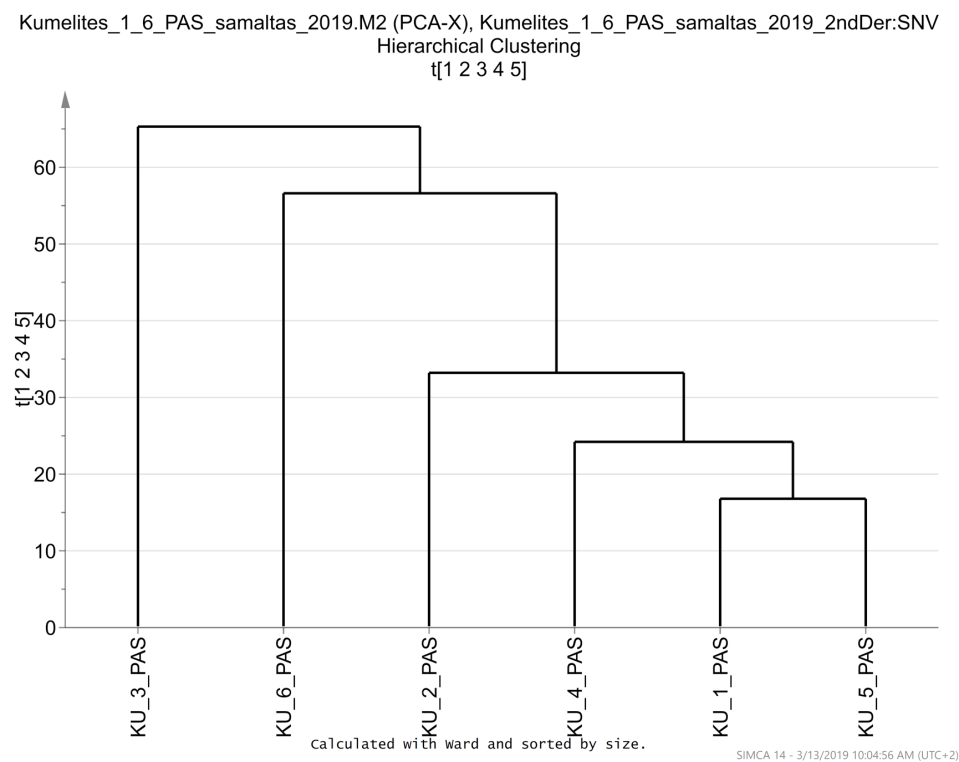 Kumelites_1_6_PAS_samaltas_2019.M2 (PCA-X), Kumelites_1_6_PAS_samaltas_2019_2ndDer:SNV
Hierarchical Clustering
t[1 2 3 4 5]
t[1 2 3 4 5]
60
50
40
30
20
10
0
KU_3_PAS
KU_6_PAS
KU_2_PAS
KU_4_PAS
KU_1_PAS
KU_5_PAS
Calculated with Ward and sorted by size.
SIMCA 14 - 3/13/2019 10:04:56 AM (UTC+2)